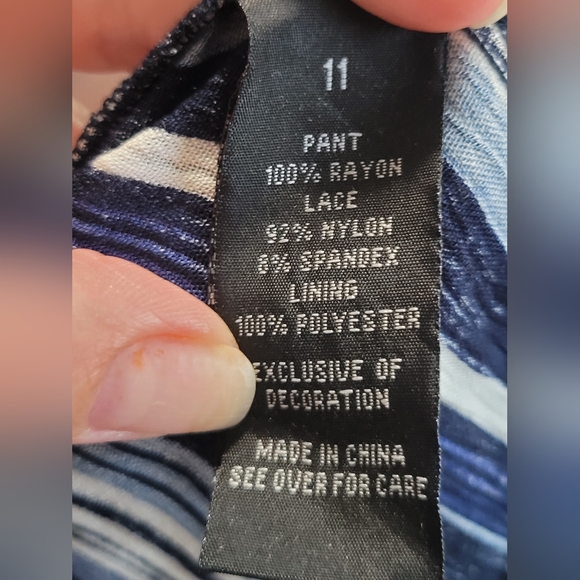 11
PANT
100% RAYON
LACE
92% NYLON
8% SPANDEX
LINING
100% POLYESTER
EXCLUSIVE OF
DECORATION
MADE IN CHINA
SEE OVER FOR CARE